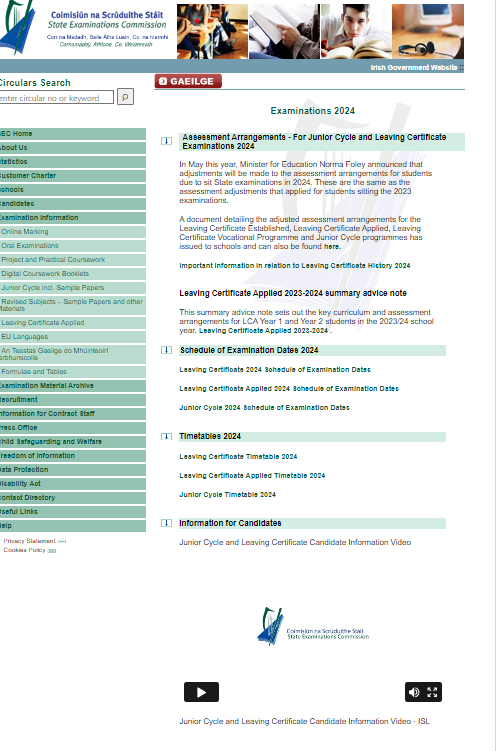 Coimisiún na Scrúduithe Stáit
State Examinations Commission
Corr na Madadh, Baile Átha Luain, Co. na hIarmhí
Cornamaddy, Athlone, Co. Westmeath
Irish Government Website
Circulars Search
enter circular no or keyword
GAEILGE
SEC Home
About Us
Statistics
Customer Charter
Schools
Candidates
Examination Information
Online Marking
Oral Examinations
Project and Practical Coursework
Digital Coursework Booklets
Junior Cycle incl. Sample Papers
Revised Subjects – Sample Papers and other
Materials
Leaving Certificate Applied
EU Languages
An Teastas Gaeilge do Mhúinteoirí
Iarbhunscoile
Formulae and Tables
Examination Material Archive
Recruitment
Information for Contract Staff
Press Office
Child Safeguarding and Welfare
Freedom of Information
Data Protection
Disability Act
Contact Directory
Useful Links
Help
Privacy Statement
Cookies Policy
Examinations 2024
Assessment Arrangements - For Junior Cycle and Leaving Certificate
Examinations 2024
In May this year, Minister for Education Norma Foley announced that
adjustments will be made to the assessment arrangements for students
due to sit State examinations in 2024. These are the same as the
assessment adjustments that applied for students sitting the 2023
examinations.
A document detailing the adjusted assessment arrangements for the
Leaving Certificate Established, Leaving Certificate Applied, Leaving
Certificate Vocational Programme and Junior Cycle programmes has
issued to schools and can also be found here.
Important information in relation to Leaving Certificate History 2024
Leaving Certificate Applied 2023-2024 summary advice note
This summary advice note sets out the key curriculum and assessment
arrangements for LCA Year 1 and Year 2 students in the 2023/24 school
year. Leaving Certificate Applied 2023-2024 .
Schedule of Examination Dates 2024
Leaving Certificate 2024 Schedule of Examination Dates
Leaving Certificate Applied 2024 Schedule of Examination Dates
Junior Cycle 2024 Schedule of Examination Dates
Timetables 2024
Leaving Certificate Timetable 2024
Leaving Certificate Applied Timetable 2024
Junior Cycle Timetable 2024
Information for Candidates
Junior Cycle and Leaving Certificate Candidate Information Video
Coimisiún na Scrúduithe Stáit
State Examinations Commission
Junior Cycle and Leaving Certificate Candidate Information Video - ISL